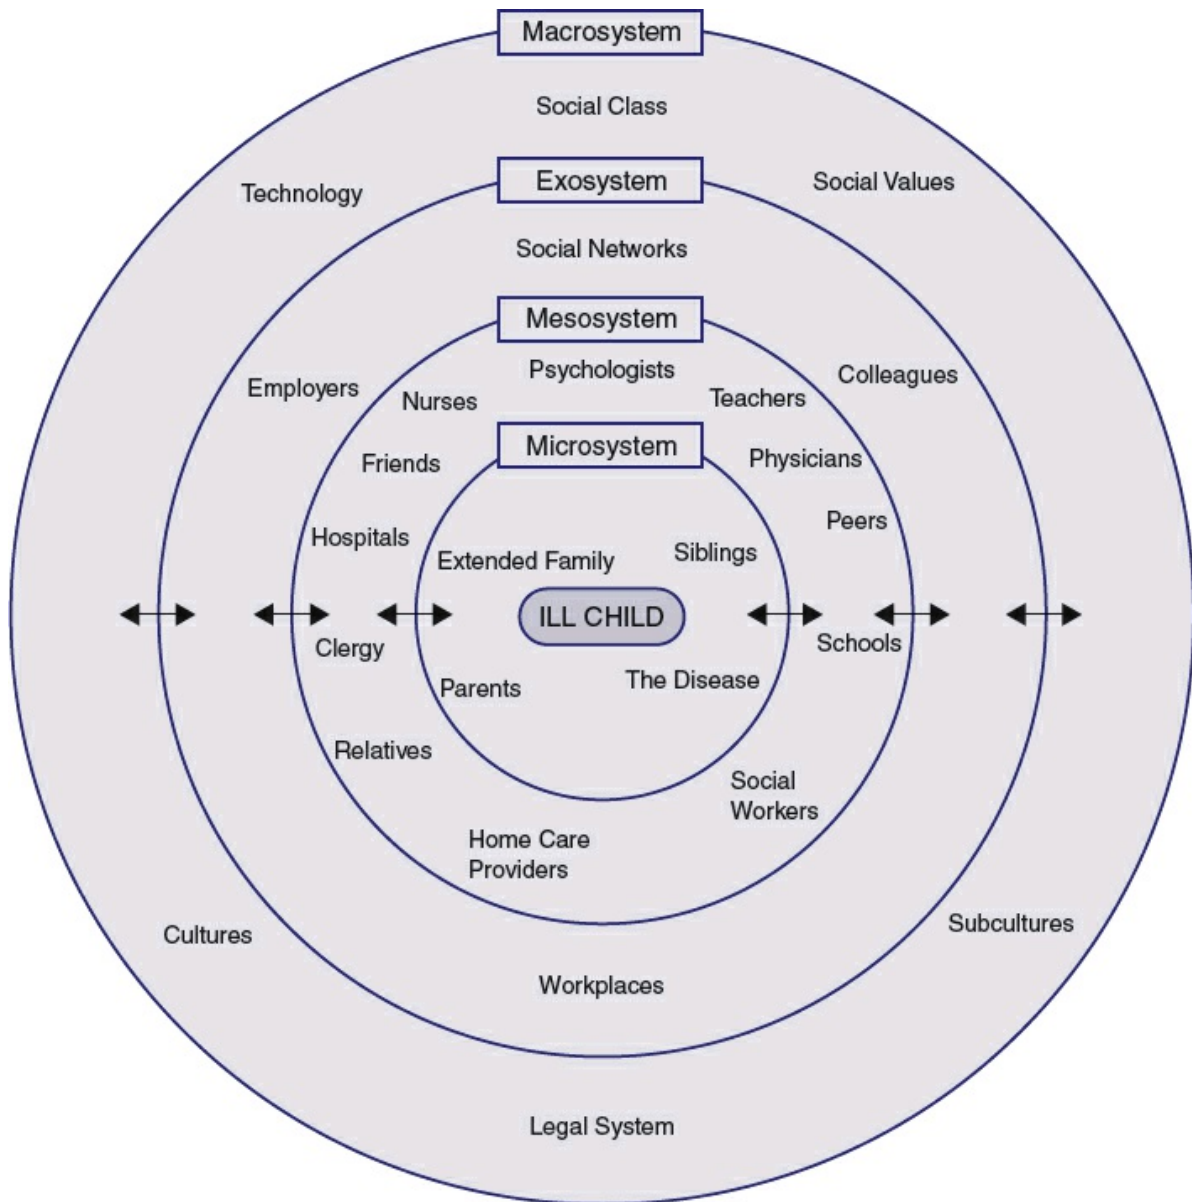 Macrosystem
Social Class
Technology
Social Values
Exosystem
Social Networks
Mesosystem
Psychologists
Employers
Nurses
Teachers
Colleagues
Microsystem
Friends
Physicians
Hospitals
Peers
Extended Family
Siblings
ILL CHILD
Clergy
Schools
Parents
The Disease
Relatives
Social
Workers
Home Care
Providers
Cultures
Subcultures
Workplaces
Legal System